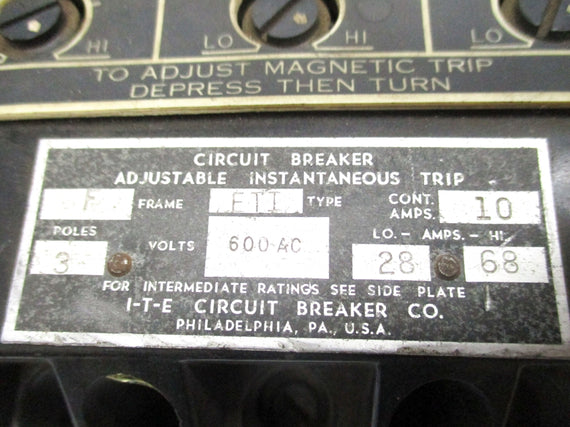 HI LO HI LO
TO ADJUST MAGNETIC TRIP
DEPRESS THEN TURN
CIRCUIT BREAKER
ADJUSTABLE INSTANTANEOUS TRIP
F FRAME ETI TYPE CONT. AMPS. 10
POLES 3 VOLTS 600 AC LO. - AMPS. - HI. 28 68
FOR INTERMEDIATE RATINGS SEE SIDE PLATE
I-T-E CIRCUIT BREAKER CO.
PHILADELPHIA, PA., U.S.A.